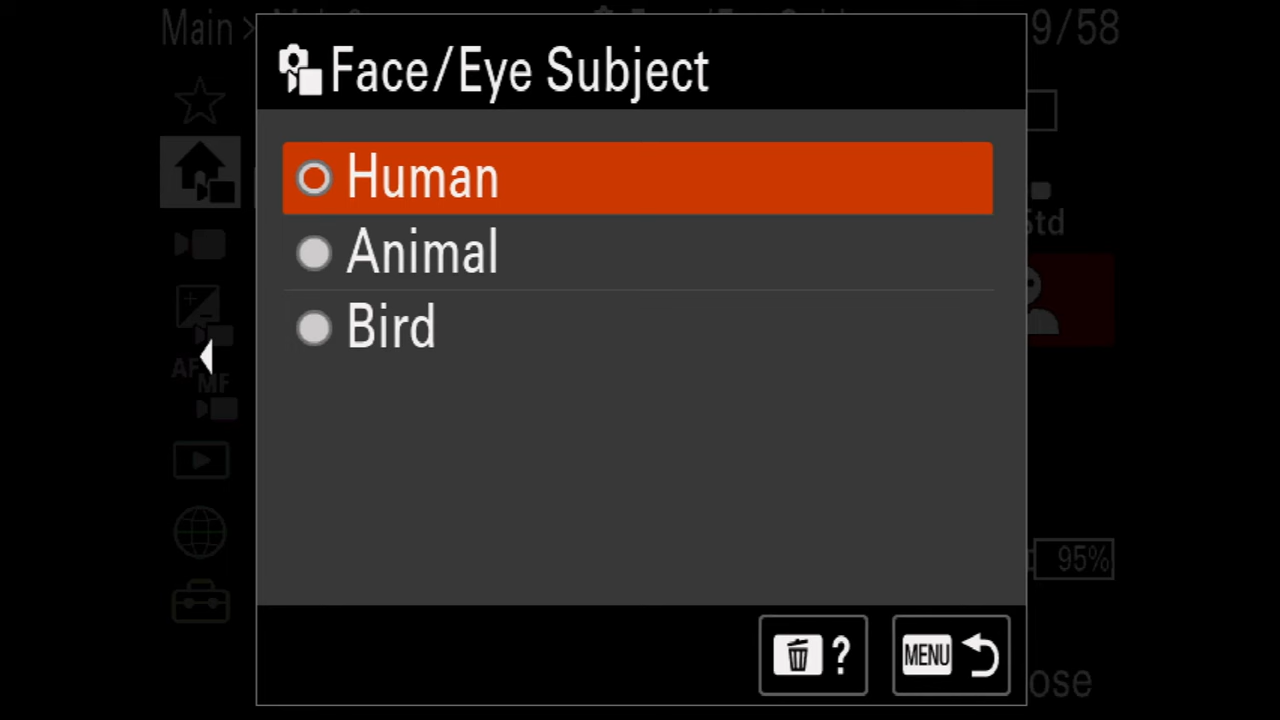 Main >
9/58
Face/Eye Subject
Human
Std
Animal
Bird
AF
MF
95%
?
MENU
ose